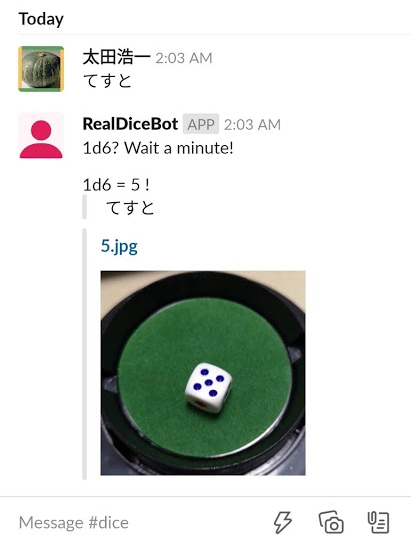 Today
太田浩一 2:03 AM
てすと
RealDiceBot APP 2:03 AM
1d6? Wait a minute!
1d6 = 5 !
てすと
5.jpg
Message #dice